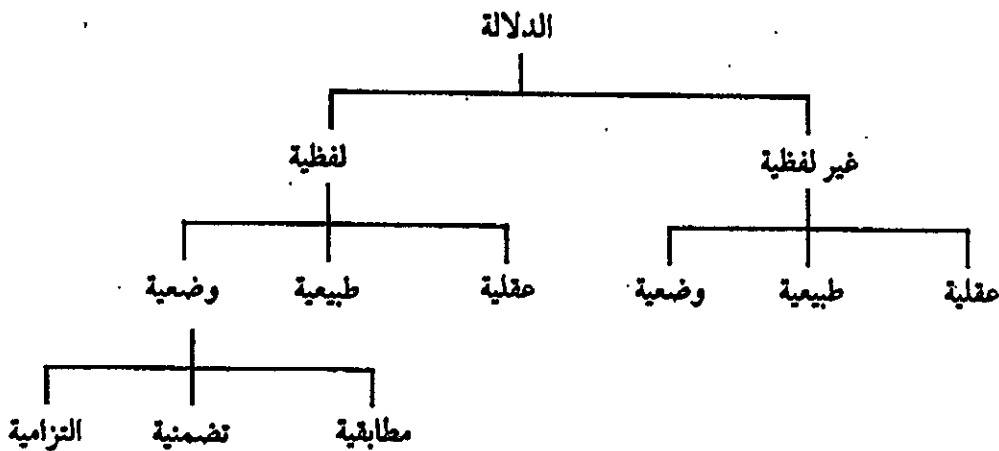 الدلالة
غير لفظية
لفظية
عقلية
طبيعية
وضعية
عقلية
طبيعية
وضعية
مطابقية
تضمنية
التزامية